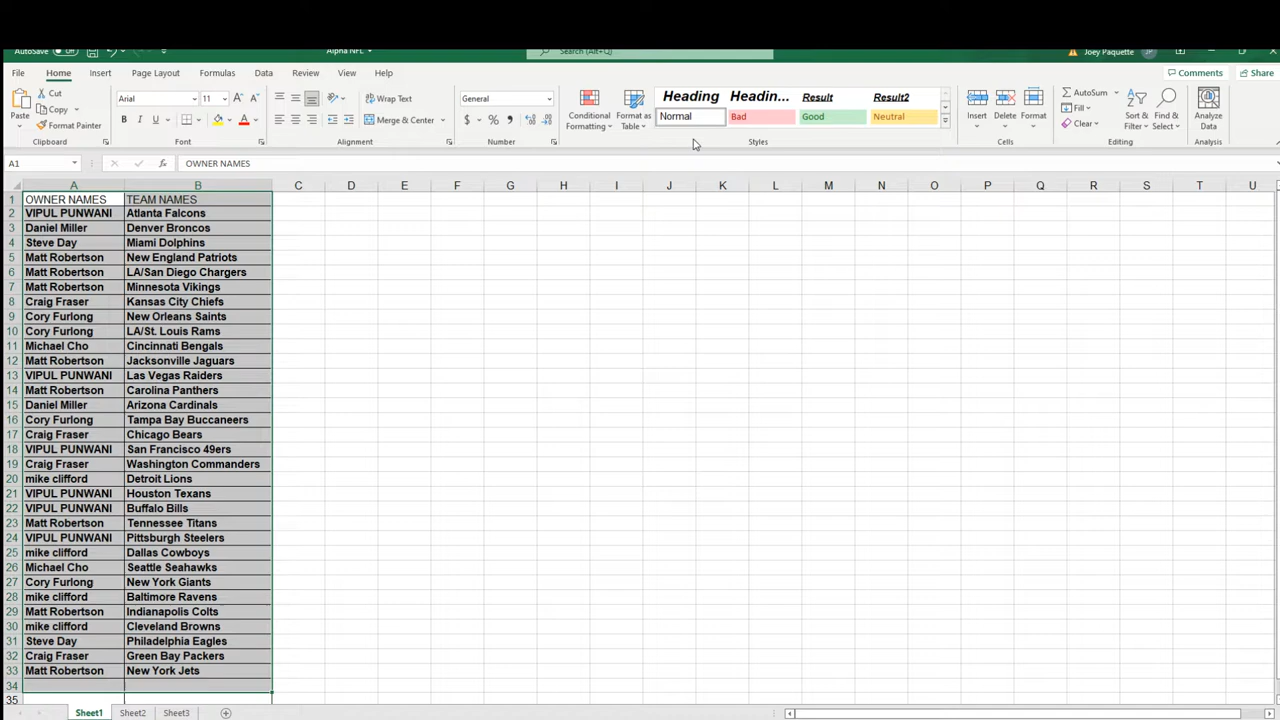 AutoSave Off Alpha NFL Search (Alt+Q) Joey Paquette JP
File Home Insert Page Layout Formulas Data Review View Help Comments Share
Paste Cut Copy Format Painter
Clipboard
Arial 11
Font
Wrap Text
Merge & Center
Alignment
General
Number
Conditional Formatting
Format as Table
Heading Headin... Result Result2
Normal Bad Good Neutral
Styles
Insert Delete Format
Cells
AutoSum
Fill
Clear
Sort & Filter
Find & Select
Editing
Analyze Data
Analysis
A1 fx OWNER NAMES
A B C D E F G H I J K L M N O P Q R S T U
1 OWNER NAMES TEAM NAMES
2 VIPUL PUNWANI Atlanta Falcons
3 Daniel Miller Denver Broncos
4 Steve Day Miami Dolphins
5 Matt Robertson New England Patriots
6 Matt Robertson LA/San Diego Chargers
7 Matt Robertson Minnesota Vikings
8 Craig Fraser Kansas City Chiefs
9 Cory Furlong New Orleans Saints
10 Cory Furlong LA/St. Louis Rams
11 Michael Cho Cincinnati Bengals
12 Matt Robertson Jacksonville Jaguars
13 VIPUL PUNWANI Las Vegas Raiders
14 Matt Robertson Carolina Panthers
15 Daniel Miller Arizona Cardinals
16 Cory Furlong Tampa Bay Buccaneers
17 Craig Fraser Chicago Bears
18 VIPUL PUNWANI San Francisco 49ers
19 Craig Fraser Washington Commanders
20 mike clifford Detroit Lions
21 VIPUL PUNWANI Houston Texans
22 VIPUL PUNWANI Buffalo Bills
23 Matt Robertson Tennessee Titans
24 VIPUL PUNWANI Pittsburgh Steelers
25 mike clifford Dallas Cowboys
26 Michael Cho Seattle Seahawks
27 Cory Furlong New York Giants
28 mike clifford Baltimore Ravens
29 Matt Robertson Indianapolis Colts
30 mike clifford Cleveland Browns
31 Steve Day Philadelphia Eagles
32 Craig Fraser Green Bay Packers
33 Matt Robertson New York Jets
34
35
Sheet1 Sheet2 Sheet3